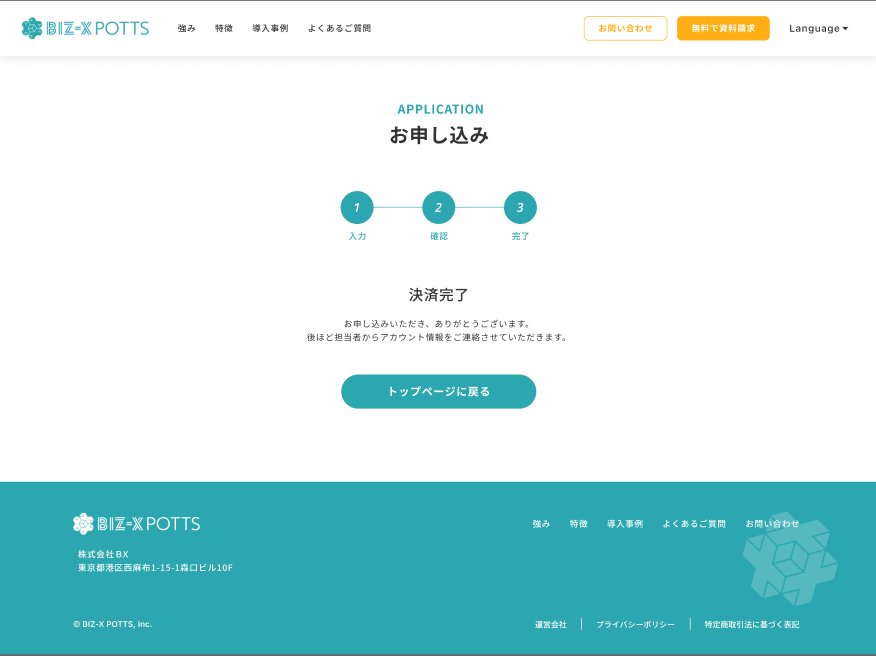 BIZ=X POTTS
強み 特徴 導入事例 よくあるご質問 お問い合わせ 無料で資料請求 Language
APPLICATION
お申し込み
1 2 3
入力 確認 完了
決済完了
お申し込みいただき、ありがとうございます。
後ほど担当者からアカウント情報をご連絡させていただきます。
トップページに戻る
BIZ=X POTTS
強み 特徴 導入事例 よくあるご質問 お問い合わせ
株式会社BX
東京都港区西麻布1-15-1森口ビル10F
© BIZ-X POTTS, Inc.
運営会社 プライバシーポリシー 特定商取引法に基づく表記